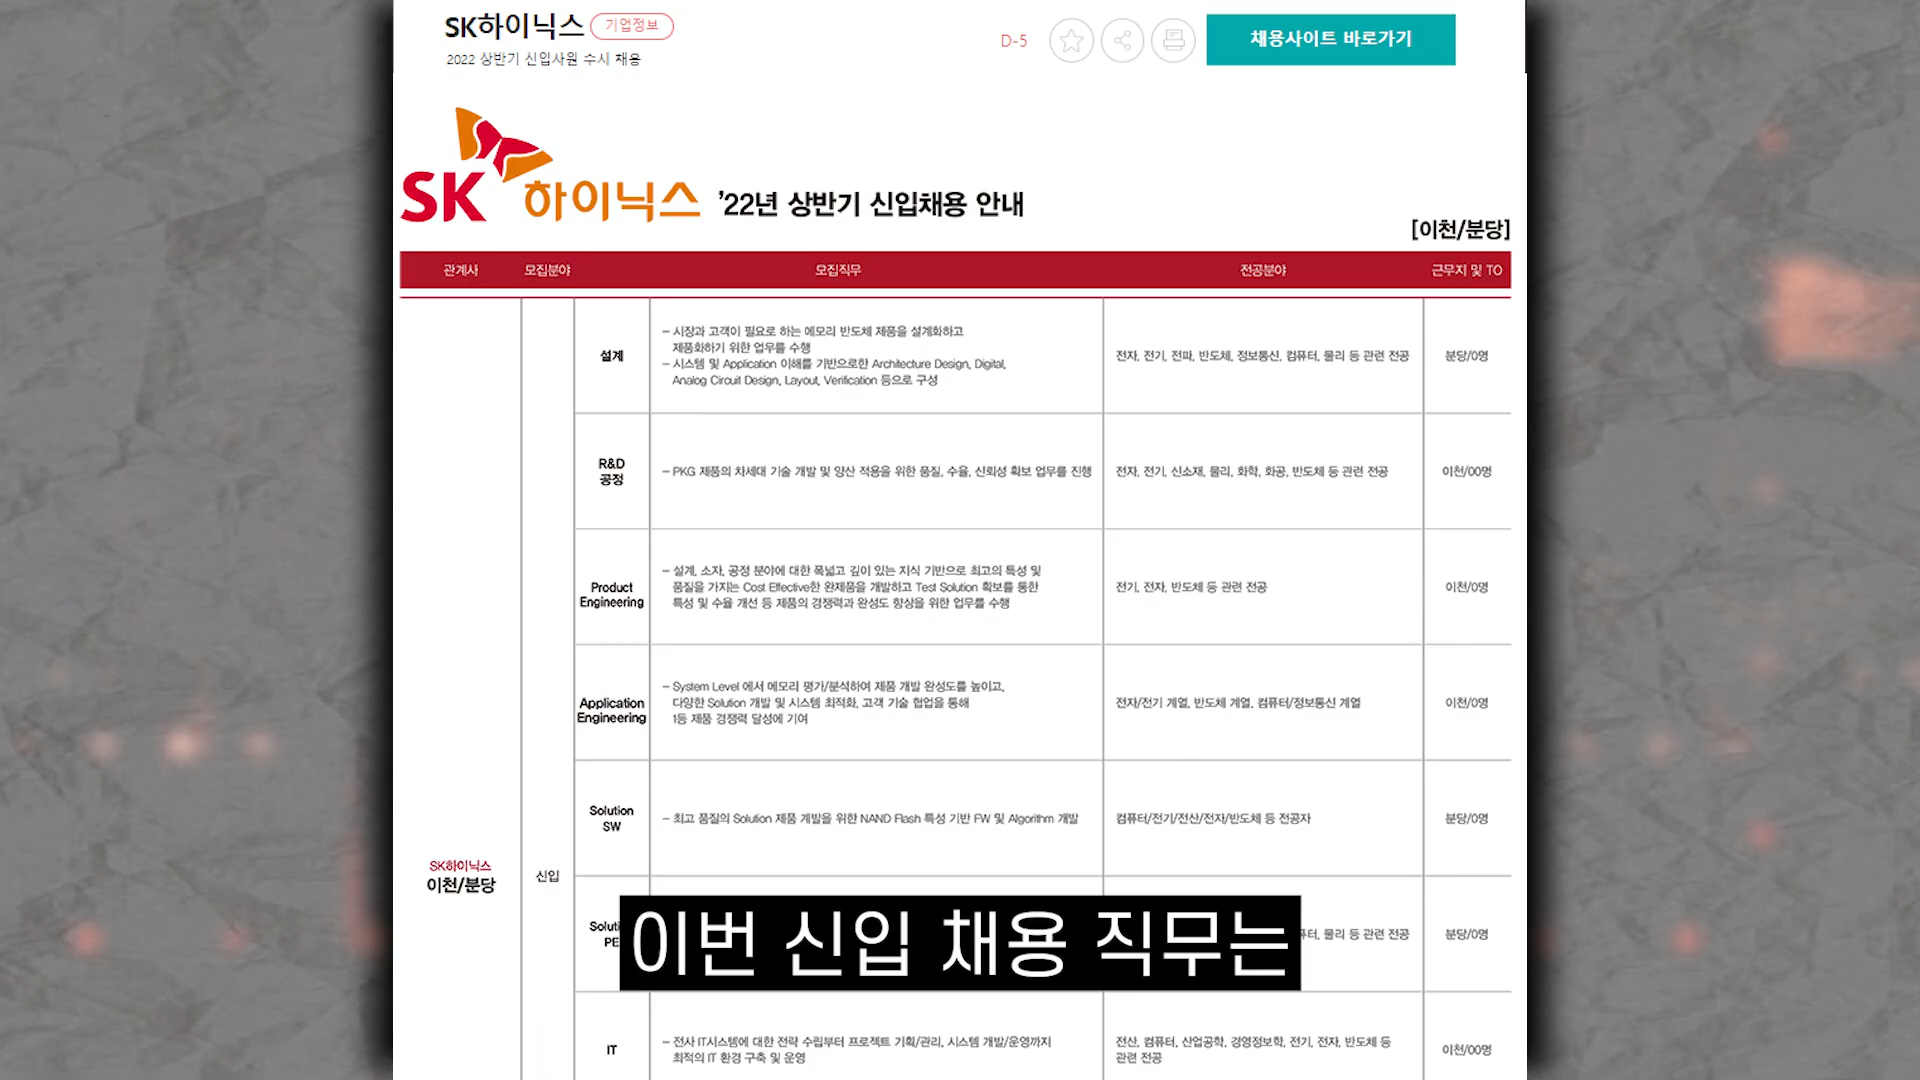 SK하이닉스 기업정보
2022 상반기 신입사원 수시 채용
D-5
채용사이트 바로가기
SK 하이닉스 ’22년 상반기 신입채용 안내
[이천/분당]
관계사 모집분야 모집직무 전공분야 근무지 및 TO
설계
– 시장과 고객이 필요로 하는 메모리 반도체 제품을 설계화하고
제품화하기 위한 업무를 수행
– 시스템 및 Application 이해를 기반으로한 Architecture Design, Digital,
Analog Circuit Design, Layout, Verification 등으로 구성
전자, 전기, 전파, 반도체, 정보통신, 컴퓨터, 물리 등 관련 전공
분당/0명
R&D
공정
– PKG 제품의 차세대 기술 개발 및 양산 적용을 위한 품질, 수율, 신뢰성 확보 업무를 진행
전자, 전기, 신소재, 물리, 화학, 화공, 반도체 등 관련 전공
이천/00명
Product
Engineering
– 설계, 소자, 공정 분야에 대한 폭넓고 깊이 있는 지식 기반으로 최고의 특성 및
품질을 가지는 Cost Effective한 완제품을 개발하고 Test Solution 확보를 통한
특성 및 수율 개선 등 제품의 경쟁력과 완성도 향상을 위한 업무를 수행
전기, 전자, 반도체 등 관련 전공
이천/0명
Application
Engineering
– System Level 에서 메모리 평가/분석하여 제품 개발 완성도를 높이고,
다양한 Solution 개발 및 시스템 최적화, 고객 기술 협업을 통해
1등 제품 경쟁력 달성에 기여
전자/전기 계열, 반도체 계열, 컴퓨터/정보통신 계열
이천/0명
Solution
SW
– 최고 품질의 Solution 제품 계발을 위한 NAND Flash 특성 기반 FW 및 Algorithm 개발
컴퓨터/전기/전산/전자/반도체 등 전공자
분당/0명
SK하이닉스
이천/분당
신입
PE
물리 등 관련 전공
분당/0명
이번 신입 채용 직무는
IT
– 전사 IT시스템에 대한 전략 수립부터 프로젝트 기획/관리, 시스템 개발/운영까지
최적의 IT 환경 구축 및 운영
전산, 컴퓨터, 산업공학, 경영정보학, 전기, 전자, 반도체 등
관련 전공
이천/00명